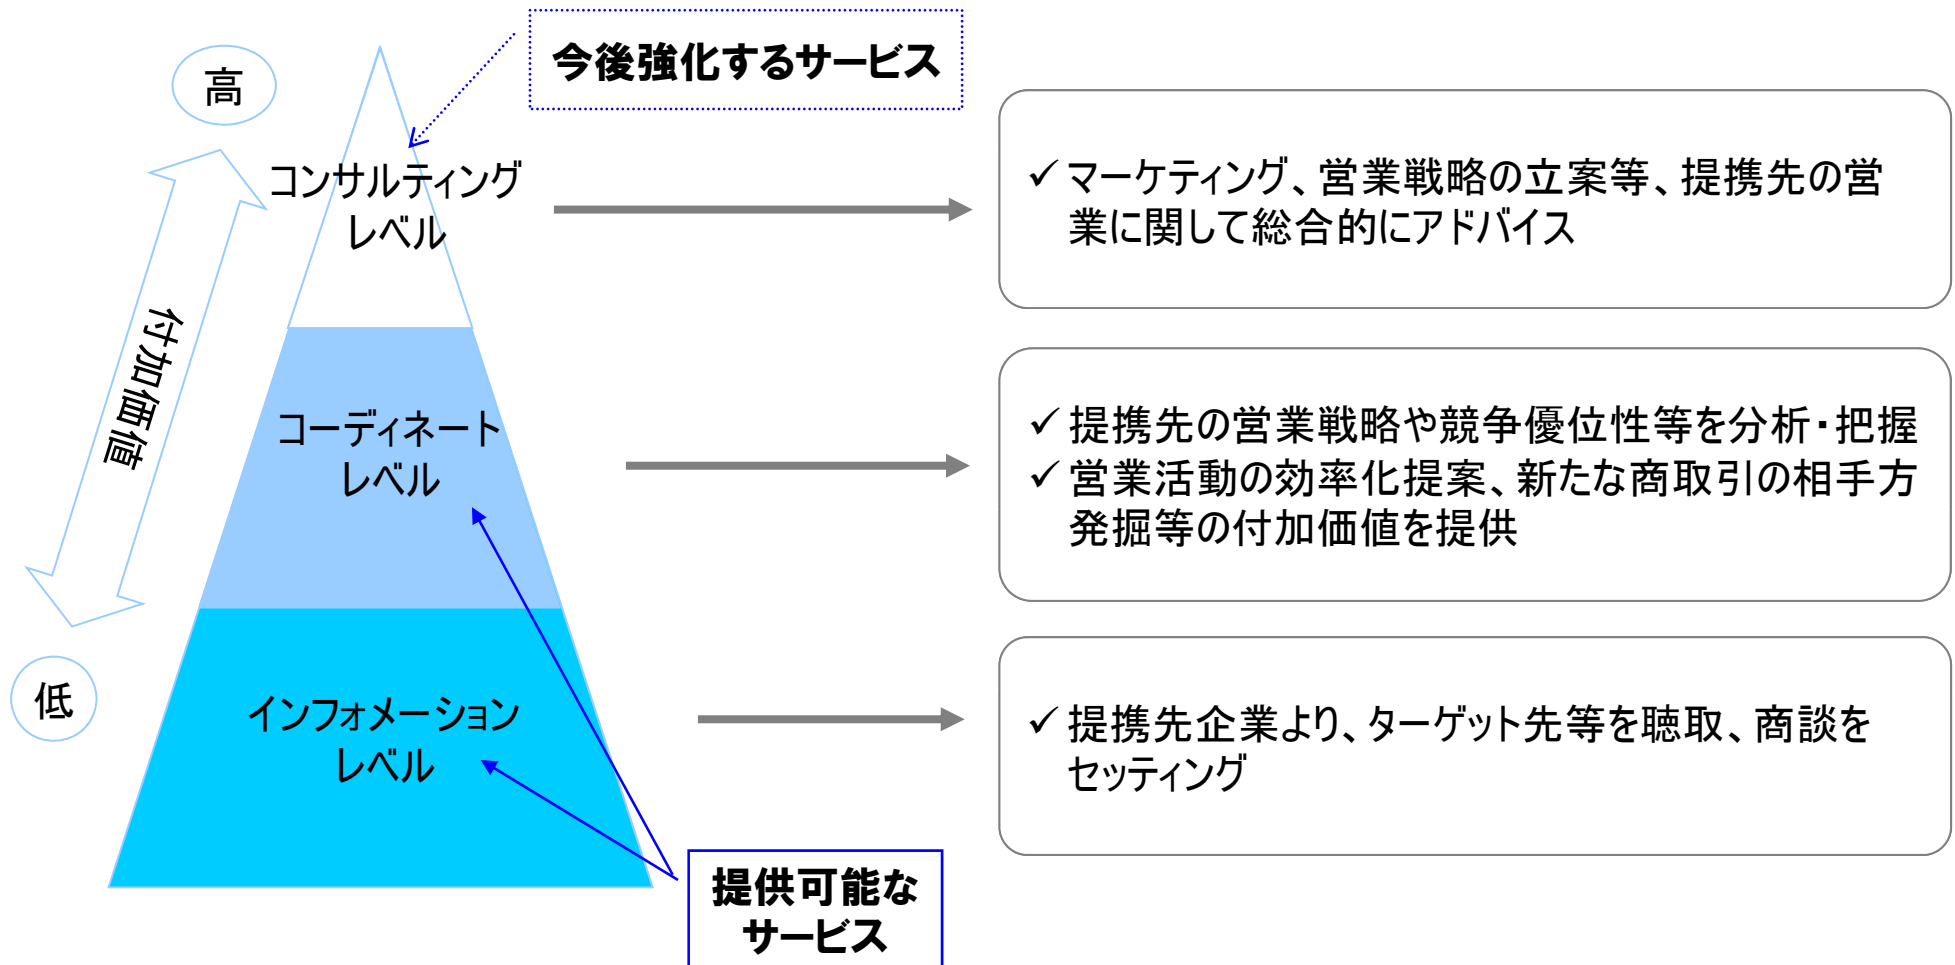 今後強化するサービス
高
コンサルティング
レベル
✓マーケティング、営業戦略の立案等、提携先の営
業に関して総合的にアドバイス
付加価値
コーディネート
レベル
✓提携先の営業戦略や競争優位性等を分析・把握
✓営業活動の効率化提案、新たな商取引の相手方
発掘等の付加価値を提供
低
インフォメーション
レベル
✓提携先企業より、ターゲット先等を聴取、商談を
セッティング
提供可能な
サービス